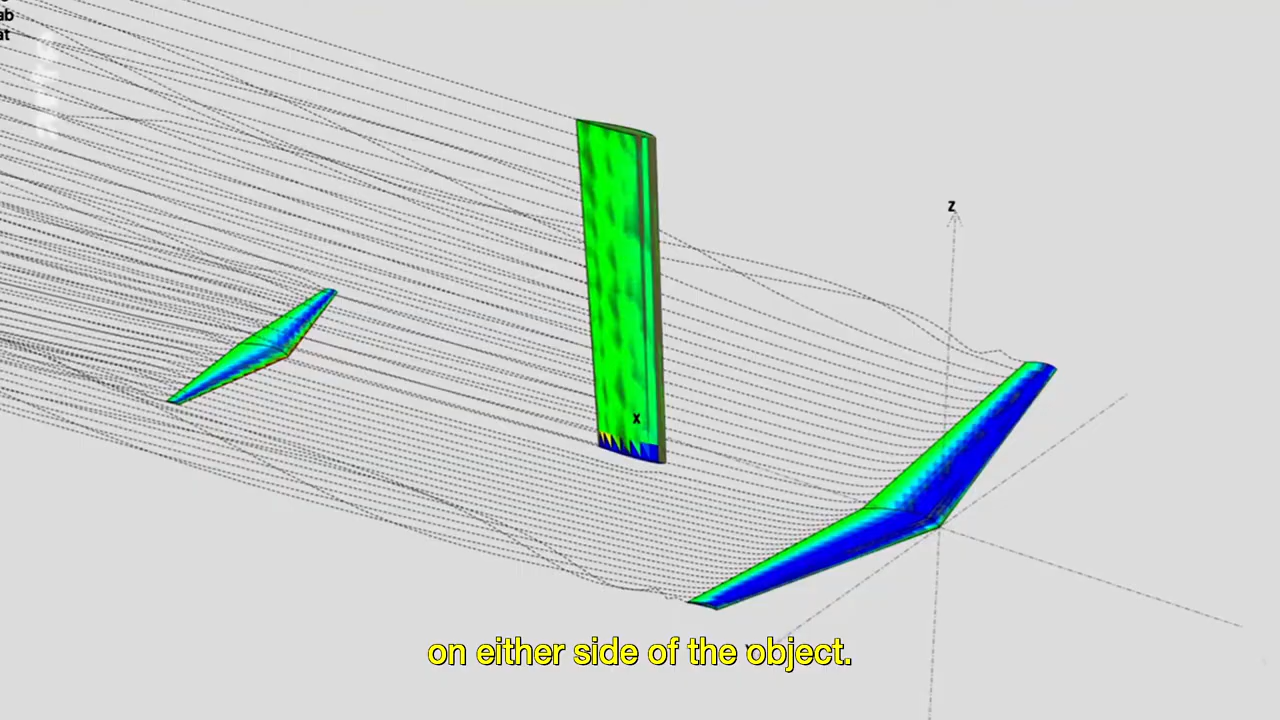 ab
at
z
x
on either side of the object.